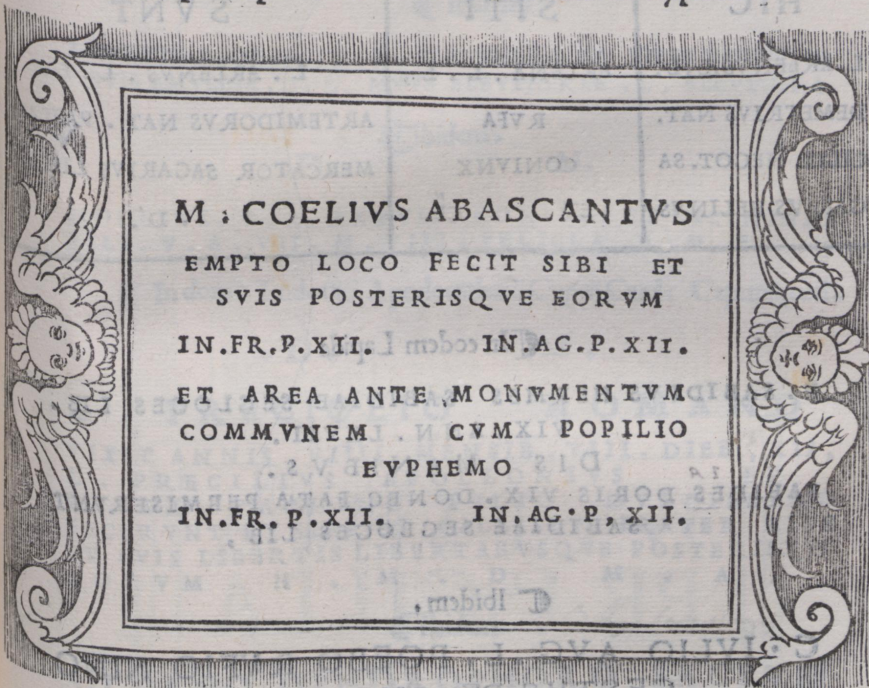 M : COELIVS ABASCANTVS
EMPTO LOCO FECIT SIBI ET
SVIS POSTERISQVE EORVM
IN.FR.P.XII. IN.AG.P.XII.
ET AREA ANTE MONVMENTVM
COMMVNEM CVM POPILIO
EVPHEMO
IN.FR.P.XII. IN.AG.P,XII.